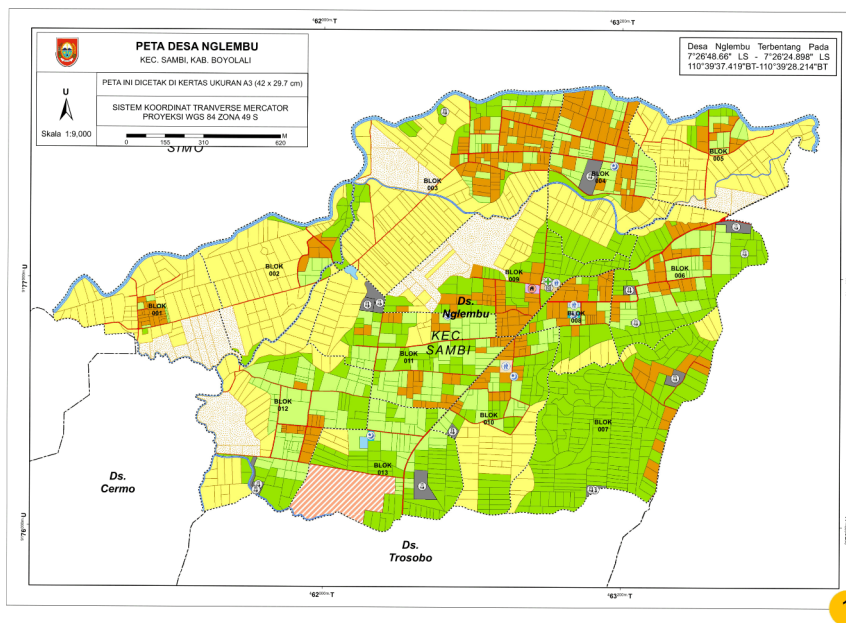 ⁴62⁰⁰⁰ᵐ· T
⁴63²⁰⁰ᵐ· T
PETA DESA NGLEMBU
KEC. SAMBI, KAB. BOYOLALI
U
Skala 1:9,000
PETA INI DICETAK DI KERTAS UKURAN A3 (42 x 29.7 cm)
SISTEM KOORDINAT TRANVERSE MERCATOR
PROYEKSI WGS 84 ZONA 49 S
M
0 155 310 620
Desa Nglembu Terbentang Pada
7°26'48.66" LS - 7°26'24.898" LS
110°39'37.419"BT-110°39'28.214"BT
SIMO
BLOK
005
BLOK
004
BLOK
003
BLOK
002
BLOK
009
BLOK
006
BLOK
001
Ds.
Nglembu
BLOK
008
KEC.
SAMBI
BLOK
011
BLOK
012
BLOK
010
BLOK
007
BLOK
013
Ds.
Cermo
Ds.
Trosobo
⁴62⁰⁰⁰ᵐ· T
⁴63²⁰⁰ᵐ· T